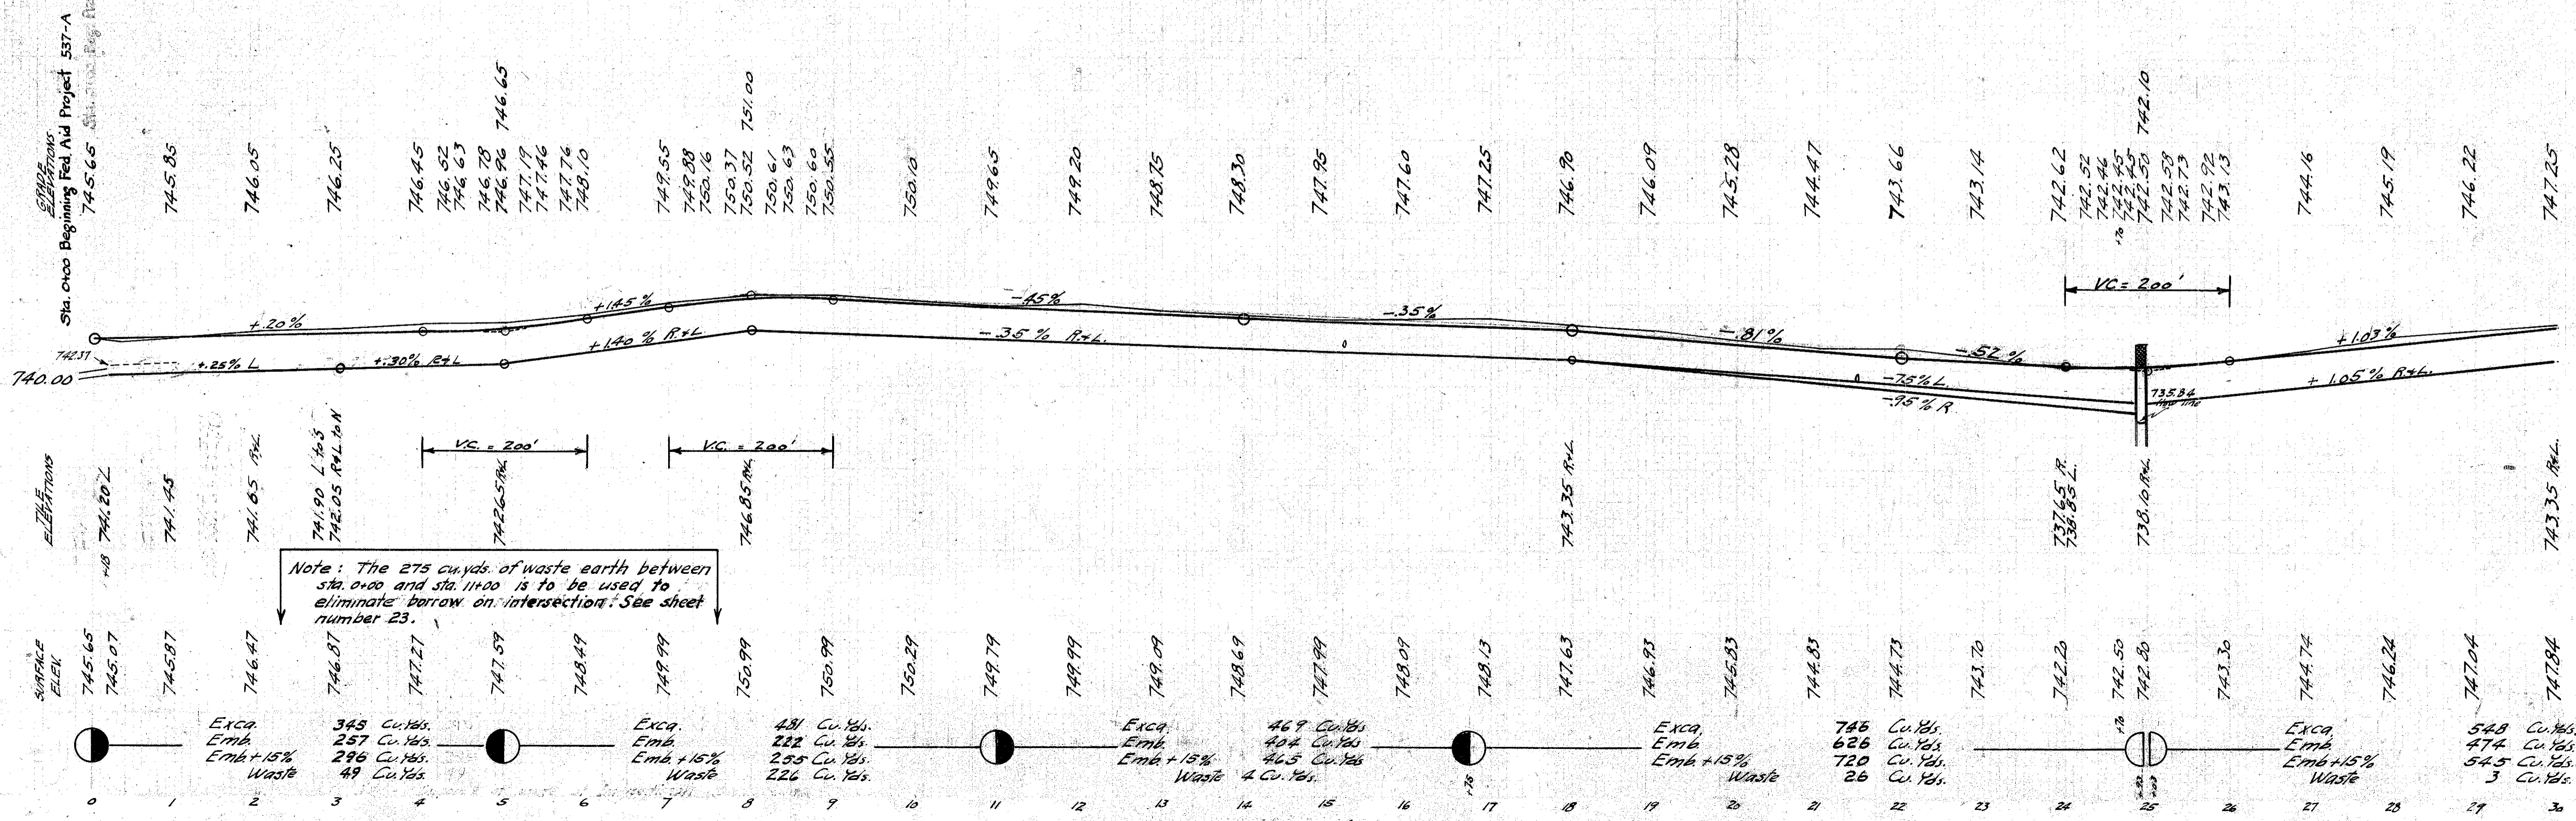 Sta. 0+00 Beginning Fed. Aid Project 537-A
GRADE
ELEVATIONS
745.65
745.85
746.05
746.25
746.45
746.52
746.63
746.78
746.96 746.65
747.19
747.46
747.76
748.10
749.55
749.88
750.16
750.37
750.52 751.00
750.61
750.63
750.60
750.55
750.10
749.65
749.20
748.75
748.30
747.95
747.60
747.25
746.90
746.09
745.28
744.47
743.66
743.14
742.62
742.52
742.46
+70 742.45
742.45
742.50 742.10
742.58
742.73
742.92
743.13
744.16
745.19
746.22
747.25
+.20%
+1.45%
-.45%
-.35%
-.81%
-.52%
VC = 200'
+1.03%
742.37
740.00
+.25% L
+.30% R&L
+1.40% R&L
-.35% R&L.
-.75% L.
-.95% R
735.84
flow line
+1.05% R&L.
V.C. = 200'
V.C. = 200'
TILE
ELEVATIONS
+18 741.20 L
741.45
741.65 R&L
741.90 L to S
742.05 R&L to N
742.65 R&L
746.85 R&L
743.35 R&L
737.65 R.
738.85 L.
738.10 R&L
743.35 R&L
Note: The 275 cu.yds. of waste earth between
sta. 0+00 and sta. 11+00 is to be used to
eliminate borrow on intersection. See sheet
number 23.
SURFACE
ELEV.
745.65
745.07
745.87
746.47
746.87
747.27
747.59
748.49
749.99
750.99
750.99
750.29
749.79
749.99
749.09
748.69
747.99
748.09
748.13
747.63
746.93
745.83
744.83
744.73
743.70
742.20
742.50
742.80
743.30
744.74
746.24
747.04
747.84
Exca. 345 Cu.Yds.
Emb. 257 Cu.Yds.
Emb.+15% 296 Cu.Yds.
Waste 49 Cu.Yds.
Exca. 481 Cu.Yds.
Emb. 222 Cu.Yds.
Emb.+15% 255 Cu.Yds.
Waste 226 Cu.Yds.
Exca. 469 Cu.Yds
Emb. 404 Cu.Yds
Emb.+15% 465 Cu.Yds
Waste 4 Cu.Yds.
+75
Exca. 746 Cu.Yds.
Emb. 626 Cu.Yds.
Emb.+15% 720 Cu.Yds.
Waste 26 Cu.Yds.
+70
Exca. 548 Cu.Yds.
Emb. 474 Cu.Yds.
Emb+15% 545 Cu.Yds.
Waste 3 Cu.Yds.
0 1 2 3 4 5 6 7 8 9 10 11 12 13 14 15 16 17 18 19 20 21 22 23 24 25 26 27 28 29 30